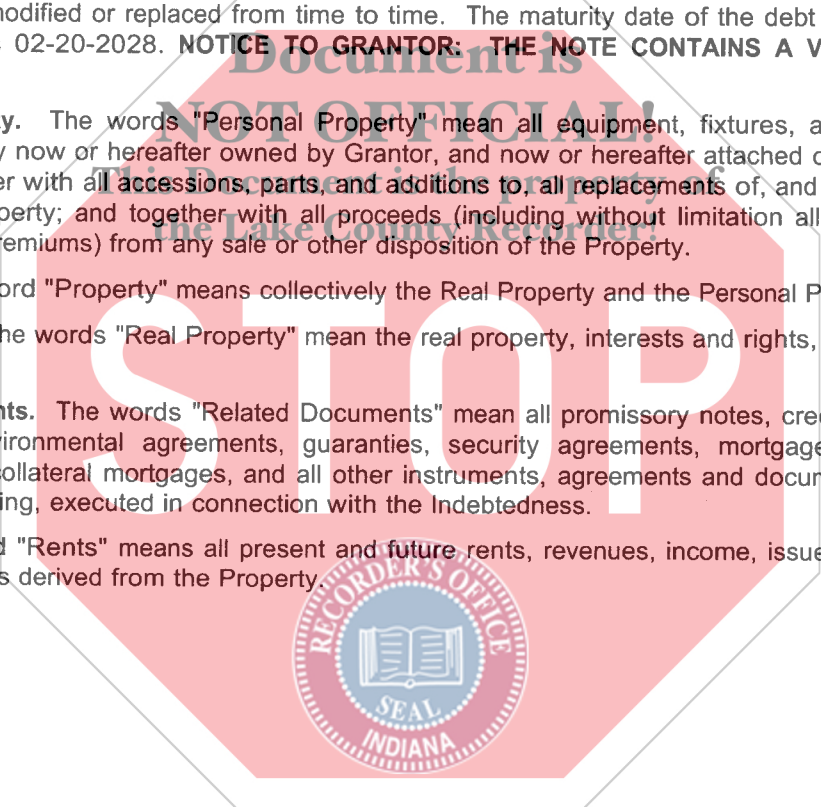 modified or replaced from time to time. The maturity date of the debt
02-20-2028. NOTICE TO GRANTOR: THE NOTE CONTAINS A V
Document is
NOT OFFICIAL!
y. The words "Personal Property" mean all equipment, fixtures, a
y now or hereafter owned by Grantor, and now or hereafter attached o
This Document is the property of
er with all accessions, parts, and additions to, all replacements of, and
the Lake County Recorder!
perty; and together with all proceeds (including without limitation all
remiums) from any sale or other disposition of the Property.
ord "Property" means collectively the Real Property and the Personal P
he words "Real Property" mean the real property, interests and rights,
STOP
nts. The words "Related Documents" mean all promissory notes, cre
vironmental agreements, guaranties, security agreements, mortgage
collateral mortgages, and all other instruments, agreements and docur
ing, executed in connection with the Indebtedness.
d "Rents" means all present and future rents, revenues, income, issue
s derived from the Property.
RECORDER'S OFFICE
SEAL
INDIANA